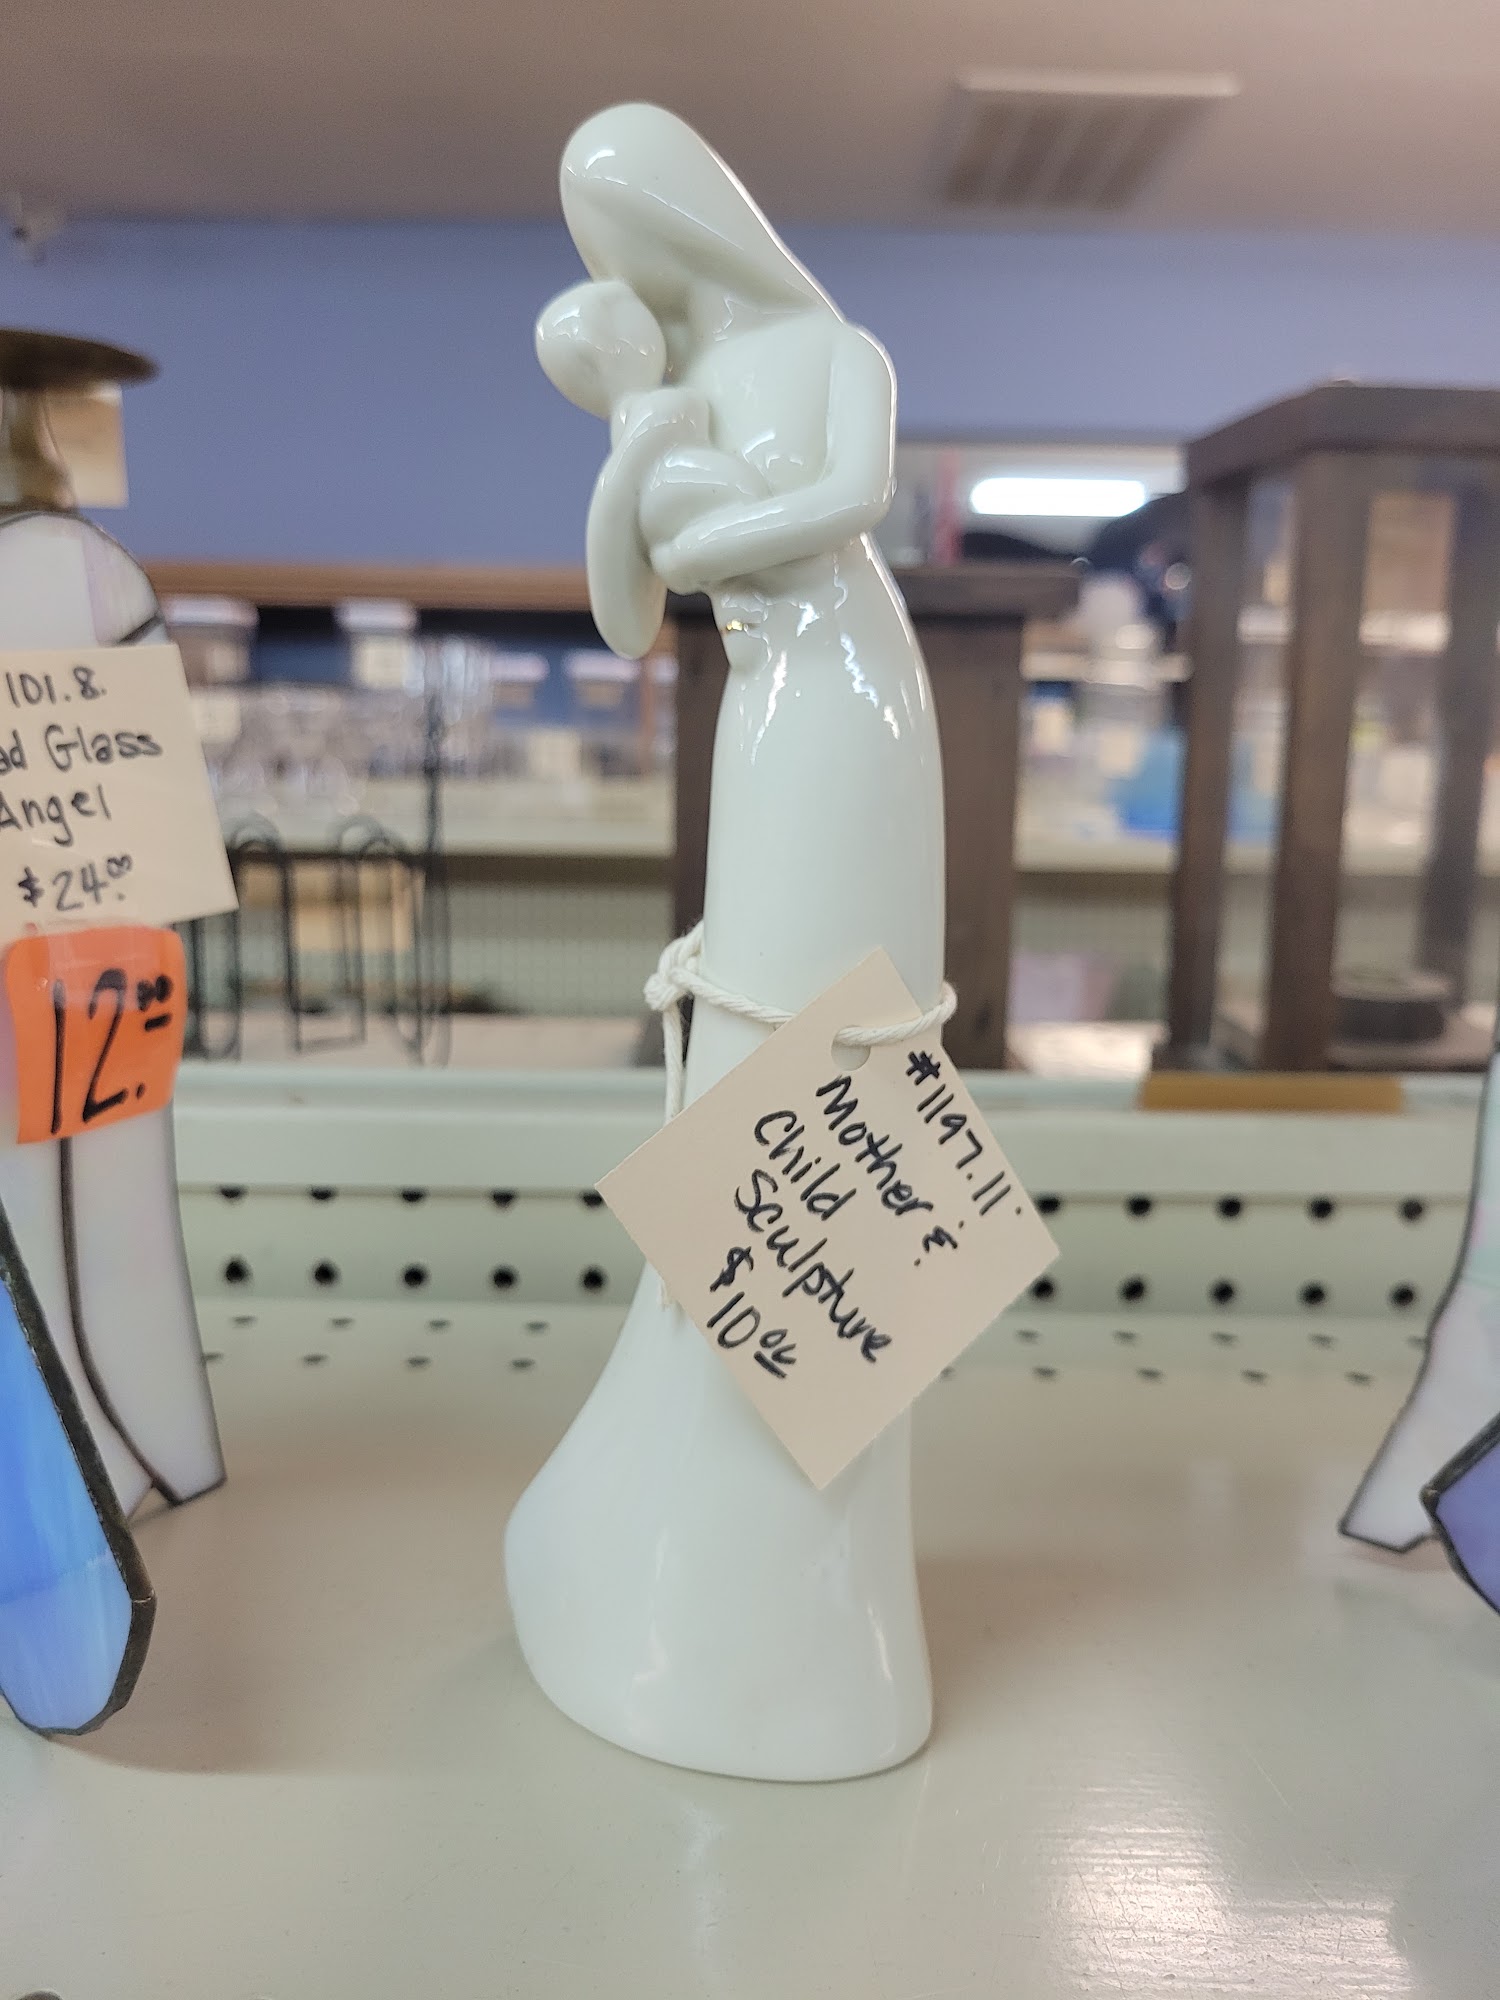 101.8.
Glass
Angel
$24.00
12.00
#1197.11
Mother &
Child
Sculpture
$
10.00